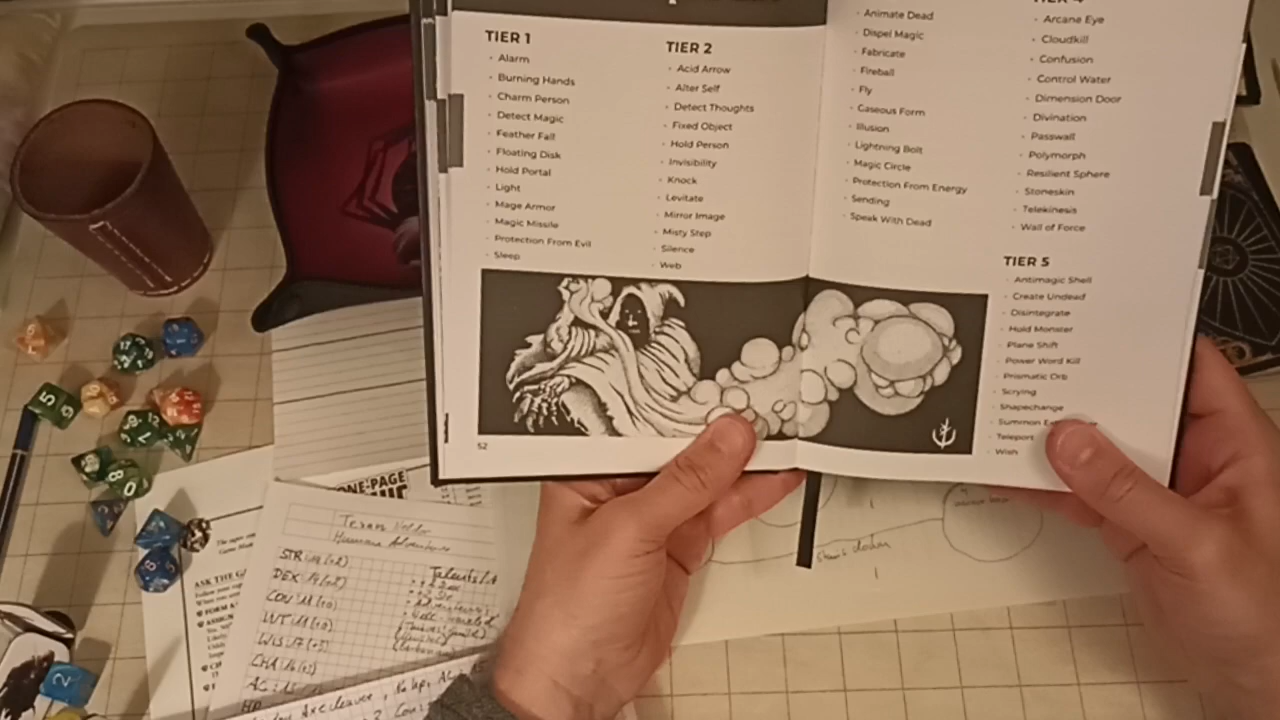 TIER 1
Alarm
Burning Hands
Charm Person
Detect Magic
Feather Fall
Floating Disk
Hold Portal
Light
Mage Armor
Magic Missile
Protection From Evil
Sleep
TIER 2
Acid Arrow
Alter Self
Detect Thoughts
Fixed Object
Hold Person
Invisibility
Knock
Levitate
Mirror Image
Misty Step
Silence
Web
Animate Dead
Dispel Magic
Fabricate
Fireball
Fly
Gaseous Form
Illusion
Lightning Bolt
Magic Circle
Protection From Energy
Sending
Speak With Dead
TIER 4
Arcane Eye
Cloudkill
Confusion
Control Water
Dimension Door
Divination
Passwall
Polymorph
Resilient Sphere
Stoneskin
Telekinesis
Wall of Force
TIER 5
Antimagic Shell
Create Undead
Disintegrate
Hold Monster
Plane Shift
Power Word Kill
Prismatic Orb
Scrying
Shapechange
Summon
Teleport
Wish
52
ONE-PAGE
ASK THE
STR
DEX
CON
INT
WIS
CHA
AC
HP
Talents